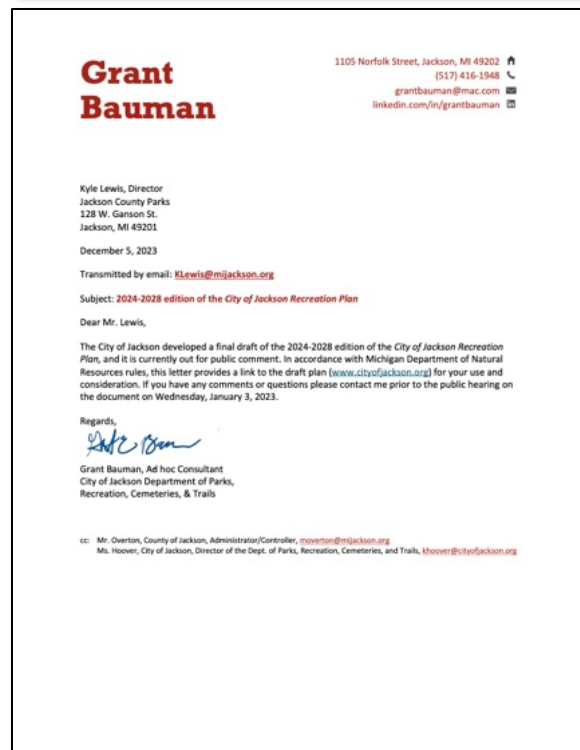 Grant
Bauman
1105 Norfolk Street, Jackson, MI 49202
(517) 416-1948
grantbauman@mac.com
linkedin.com/in/grantbauman
Kyle Lewis, Director
Jackson County Parks
128 W. Ganson St.
Jackson, MI 49201
December 5, 2023
Transmitted by email: KLewis@mijackson.org
Subject: 2024-2028 edition of the City of Jackson Recreation Plan
Dear Mr. Lewis,
The City of Jackson developed a final draft of the 2024-2028 edition of the City of Jackson Recreation
Plan, and it is currently out for public comment. In accordance with Michigan Department of Natural
Resources rules, this letter provides a link to the draft plan (www.cityofjackson.org) for your use and
consideration. If you have any comments or questions please contact me prior to the public hearing on
the document on Wednesday, January 3, 2023.
Regards,
Grant Bauman, Ad hoc Consultant
City of Jackson Department of Parks,
Recreation, Cemeteries, & Trails
cc: Mr. Overton, County of Jackson, Administrator/Controller, moverton@mijackson.org
Ms. Hoover, City of Jackson, Director of the Dept. of Parks, Recreation, Cemeteries, and Trails, khoover@cityofjackson.org